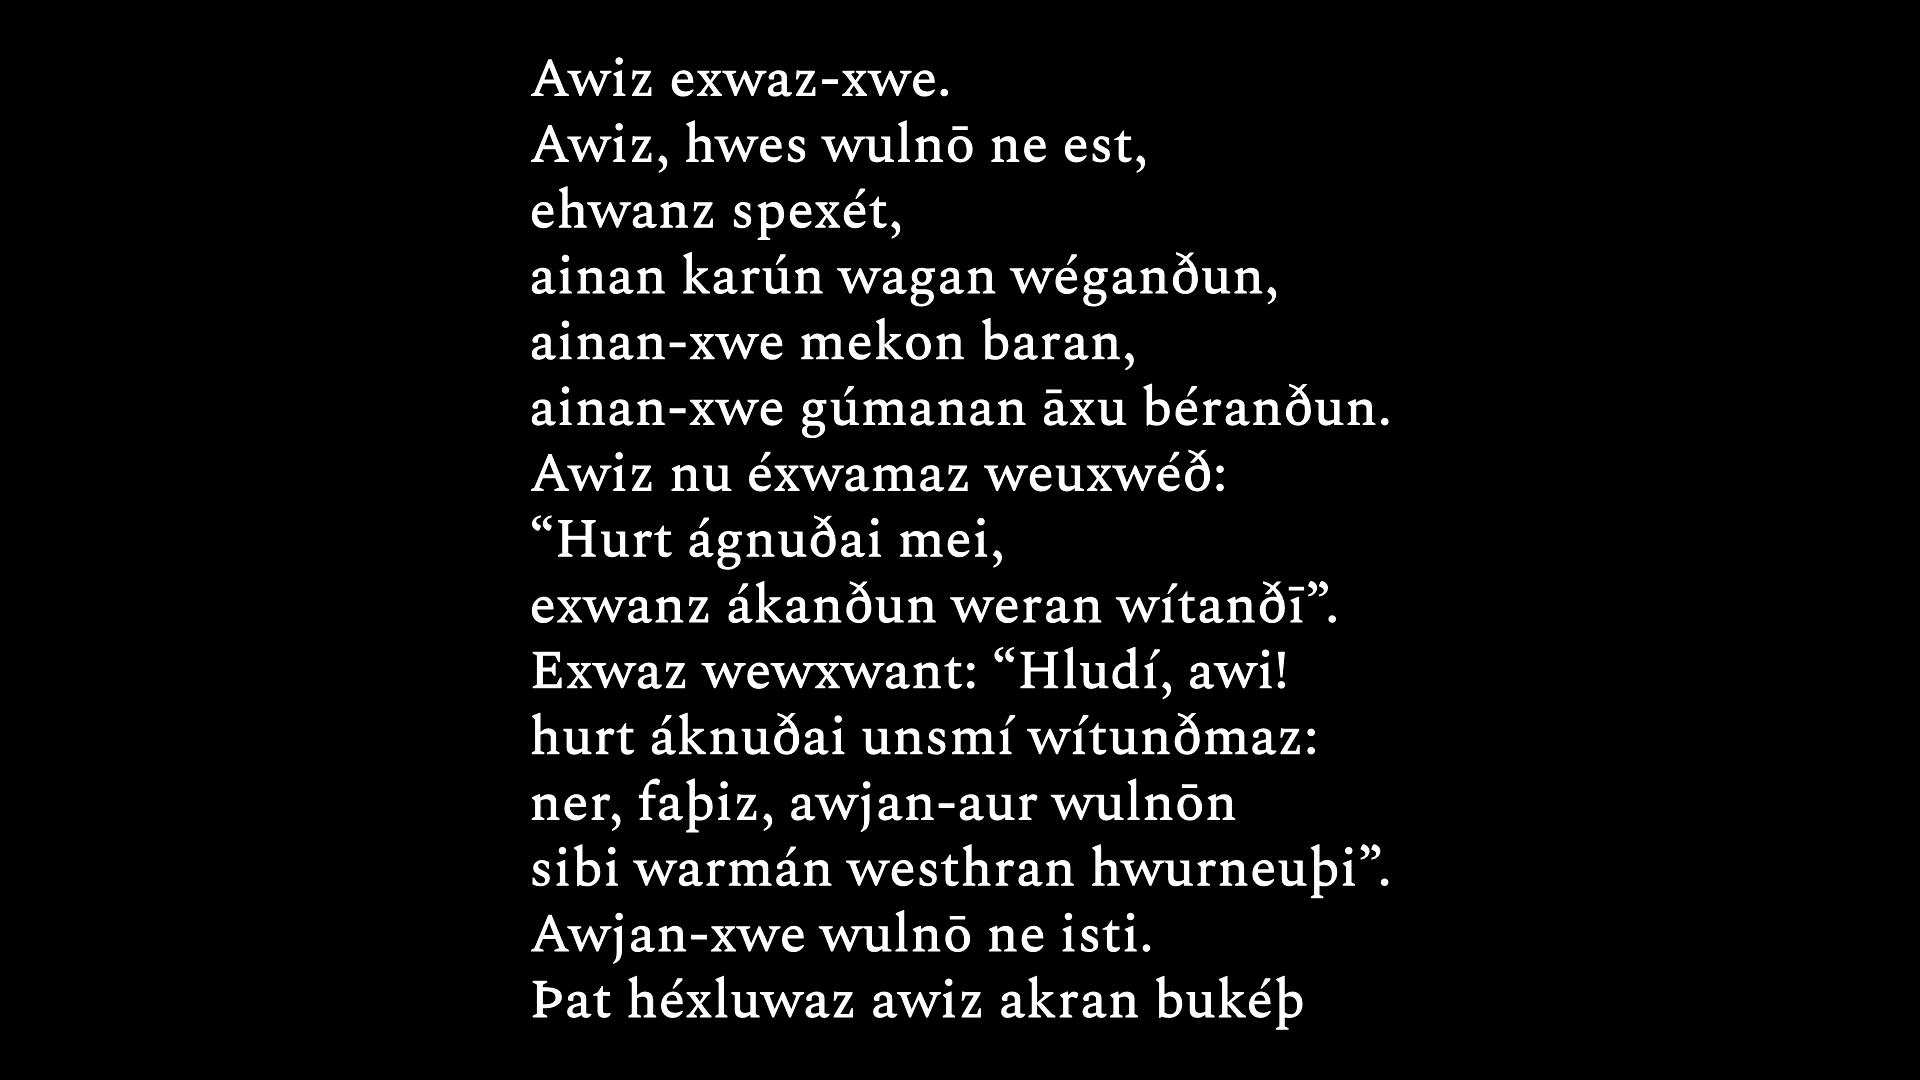 Awiz exwaz-xwe.
Awiz, hwes wulnō ne est,
ehwanz spexét,
ainan karún wagan wéganðun,
ainan-xwe mekon baran,
ainan-xwe gúmanan āxu béranðun.
Awiz nu éxwamaz weuxwéð:
“Hurt ágnuðai mei,
exwanz ákanðun weran wítanðī”.
Exwaz wewxwant: “Hludí, awi!
hurt áknuðai unsmí wítunðmaz:
ner, faþiz, awjan-aur wulnōn
sibi warmán westhran hwurneuþi”.
Awjan-xwe wulnō ne isti.
Þat héxluwaz awiz akran bukéþ